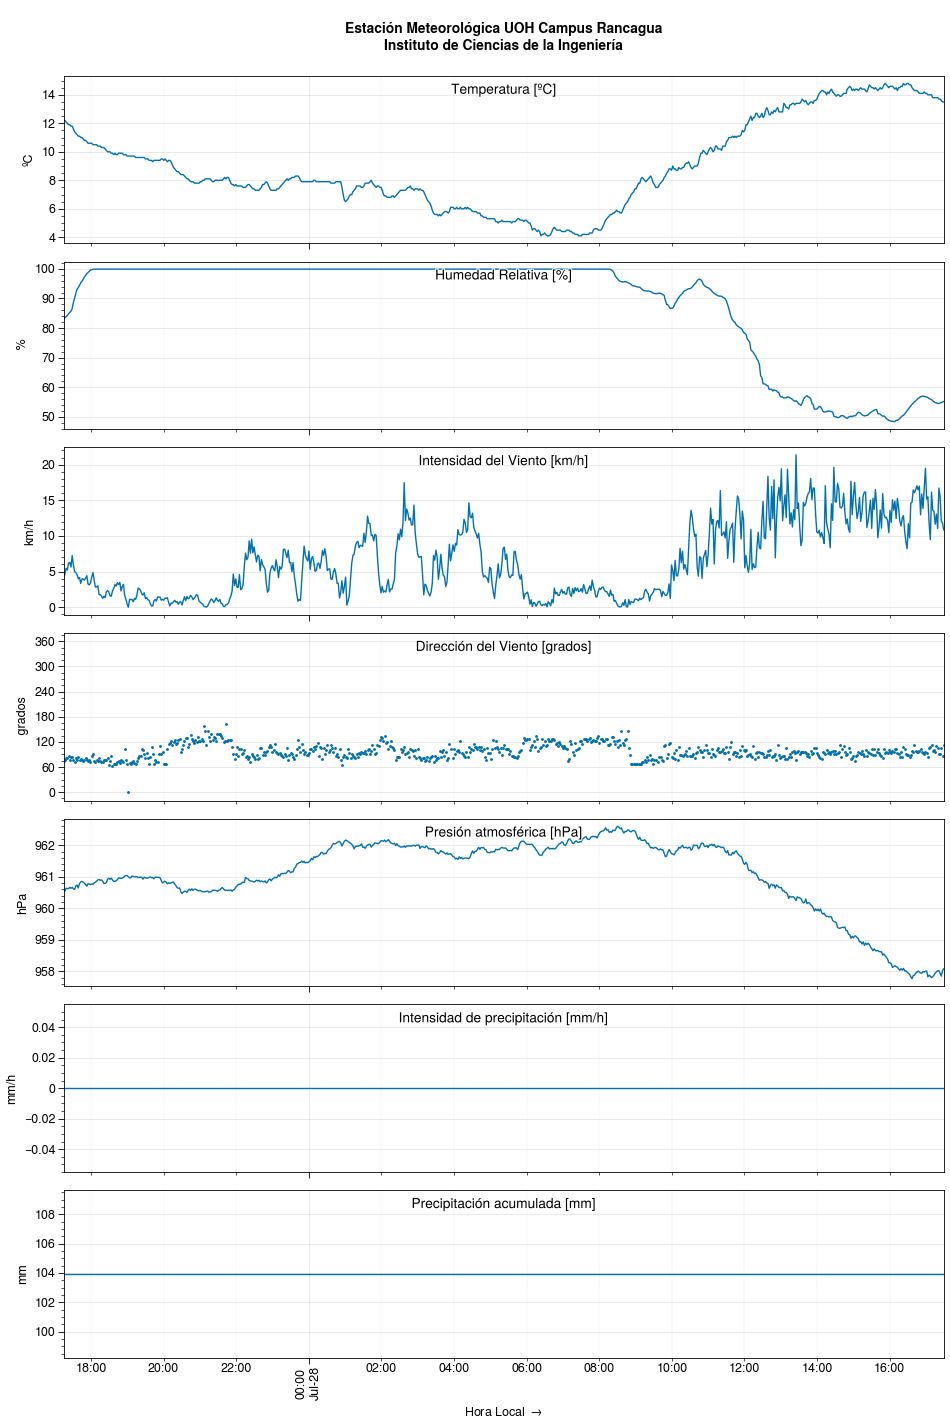 Estación Meteorológica UOH Campus Rancagua
Instituto de Ciencias de la Ingeniería
Temperatura [ºC]
ºC
14
12
10
8
6
4
Humedad Relativa [%]
%
100
90
80
70
60
50
Intensidad del Viento [km/h]
km/h
20
15
10
5
0
Dirección del Viento [grados]
grados
360
300
240
180
120
60
0
Presión atmosférica [hPa]
hPa
962
961
960
959
958
Intensidad de precipitación [mm/h]
mm/h
0.04
0.02
0
−0.02
−0.04
Precipitación acumulada [mm]
mm
108
106
104
102
100
18:00 20:00 22:00 00:00 02:00 04:00 06:00 08:00 10:00 12:00 14:00 16:00
Jul-28
Hora Local →